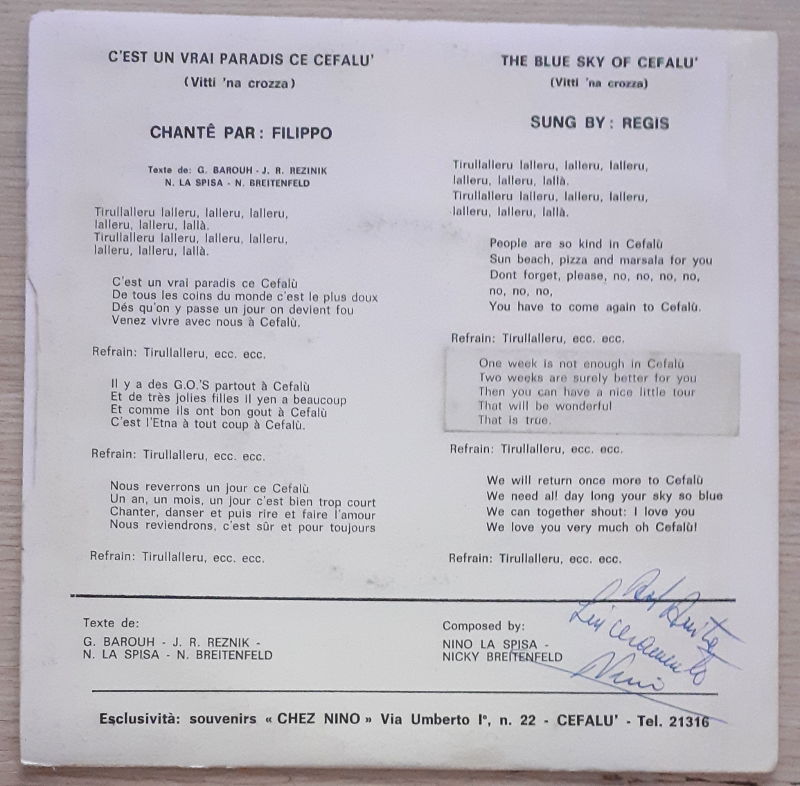 C'EST UN VRAI PARADIS CE CEFALU'
(Vitti 'na crozza)
CHANTÊ PAR: FILIPPO
Texte de: G. BAROUH - J. R. REZINIK
N. LA SPISA - N. BREITENFELD
Tirullalleru lalleru, lalleru, lalleru,
lalleru, lalleru, lallà.
Tirullalleru lalleru, lalleru, lalleru,
lalleru, lalleru, lallà.
C'est un vrai paradis ce Cefalù
De tous les coins du monde c'est le plus doux
Dés qu'on y passe un jour on devient fou
Venez vivre avec nous à Cefalù.
Refrain: Tirullalleru, ecc. ecc.
Il y a des G.O.'S partout à Cefalù
Et de très jolies filles il yen a beaucoup
Et comme ils ont bon gout à Cefalù
C'est l'Etna à tout coup à Cefalù.
Refrain: Tirullalleru, ecc. ecc.
Nous reverrons un jour ce Cefalù
Un an, un mois, un jour c'est bien trop court
Chanter, danser et puis rire et faire l'amour
Nous reviendrons, c'est sûr et pour toujours
Refrain: Tirullalleru, ecc. ecc.
THE BLUE SKY OF CEFALU'
(Vitti 'na crozza)
SUNG BY: REGIS
Tirullalleru lalleru, lalleru, lalleru,
lalleru, lalleru, lallà.
Tirullalleru lalleru, lalleru, lalleru,
lalleru, lalleru, lallà.
People are so kind in Cefalù
Sun beach, pizza and marsala for you
Dont forget, please, no, no, no, no,
no, no, no,
You have to come again to Cefalù.
Refrain: Tirullalleru, ecc. ecc.
One week is not enough in Cefalù
Two weeks are surely better for you
Then you can have a nice little tour
That will be wonderful
That is true.
Refrain: Tirullalleru, ecc. ecc.
We will return once more to Cefalù
We need all day long your sky so blue
We can together shout: I love you
We love you very much oh Cefalù!
Refrain: Tirullalleru, ecc. ecc.
Texte de:
G. BAROUH - J. R. REZNIK -
N. LA SPISA - N. BREITENFELD
Composed by:
NINO LA SPISA -
NICKY BREITENFELD
Sinceramente
Nino
Esclusività: souvenirs « CHEZ NINO » Via Umberto I°, n. 22 - CEFALU' - Tel. 21316